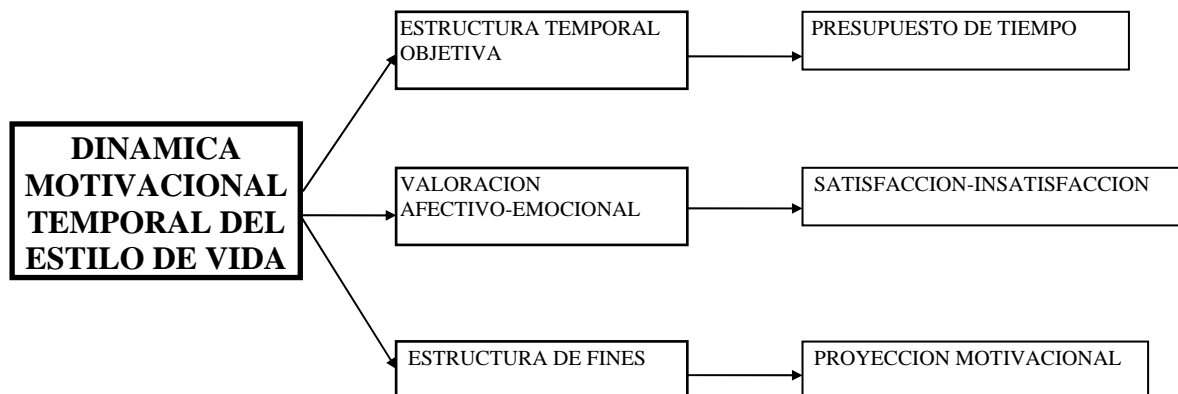 ESTRUCTURA TEMPORAL
OBJETIVA
PRESUPUESTO DE TIEMPO
DINAMICA
MOTIVACIONAL
TEMPORAL DEL
ESTILO DE VIDA
VALORACION
AFECTIVO-EMOCIONAL
SATISFACCION-INSATISFACCION
ESTRUCTURA DE FINES
PROYECCION MOTIVACIONAL